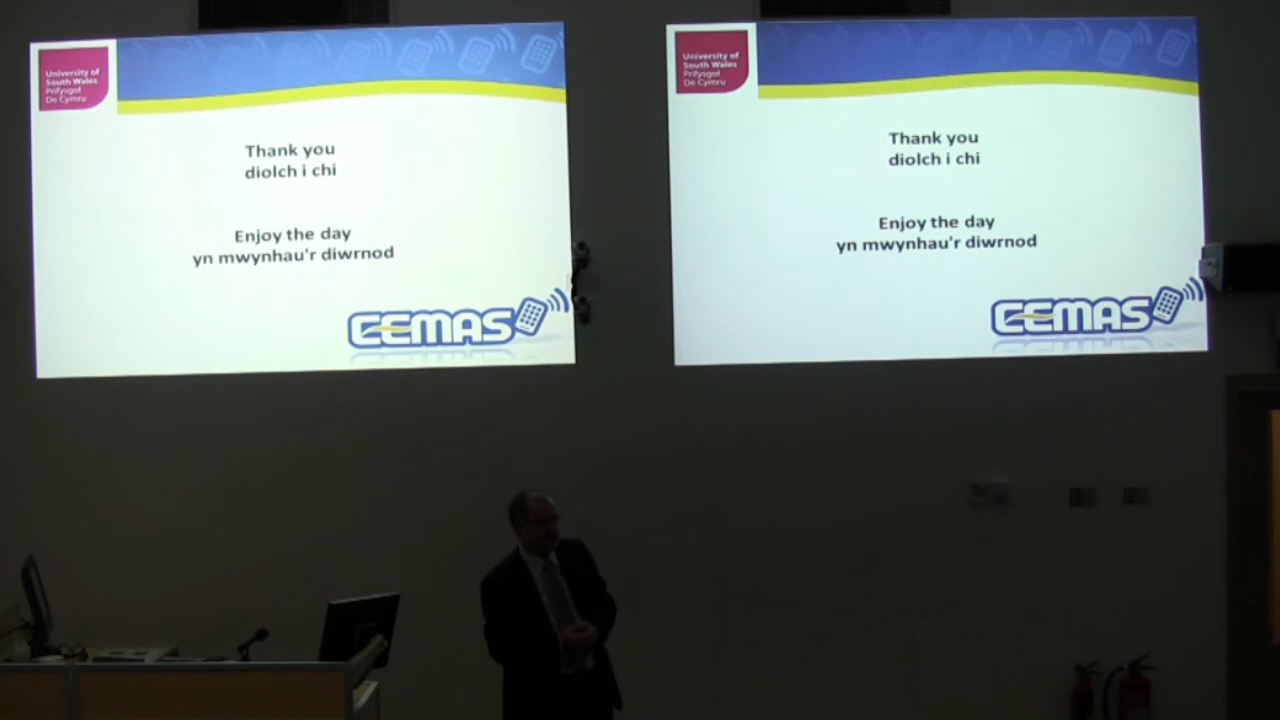 University of
South Wales
Prifysgol
De Cymru
Thank you
diolch i chi
Enjoy the day
yn mwynhau'r diwrnod
CEMAS
University of
South Wales
Prifysgol
De Cymru
Thank you
diolch i chi
Enjoy the day
yn mwynhau'r diwrnod
CEMAS